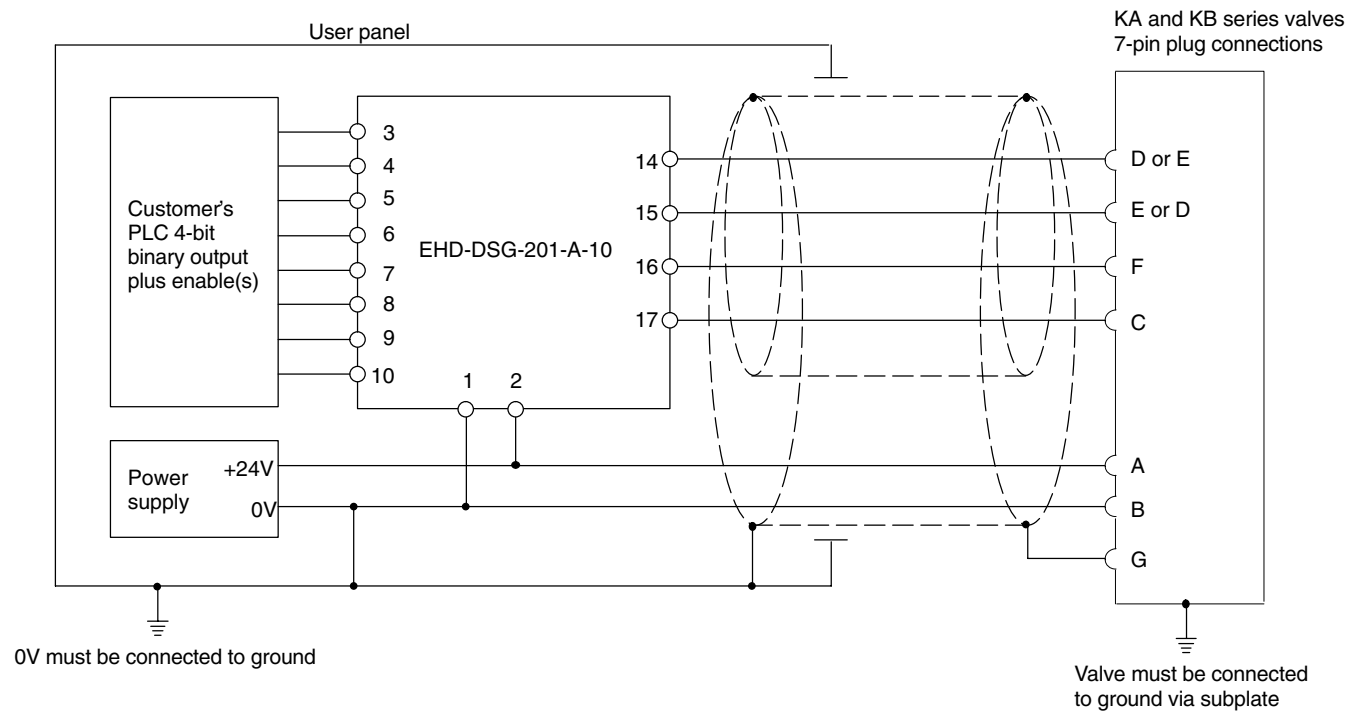 KA and KB series valves
7-pin plug connections
User panel
Customer's
PLC 4-bit
binary output
plus enable(s)
3
4
5
6
7
8
9
10
EHD-DSG-201-A-10
14
15
16
17
1
2
D or E
E or D
F
C
A
B
G
Power
supply
+24V
0V
0V must be connected to ground
Valve must be connected
to ground via subplate